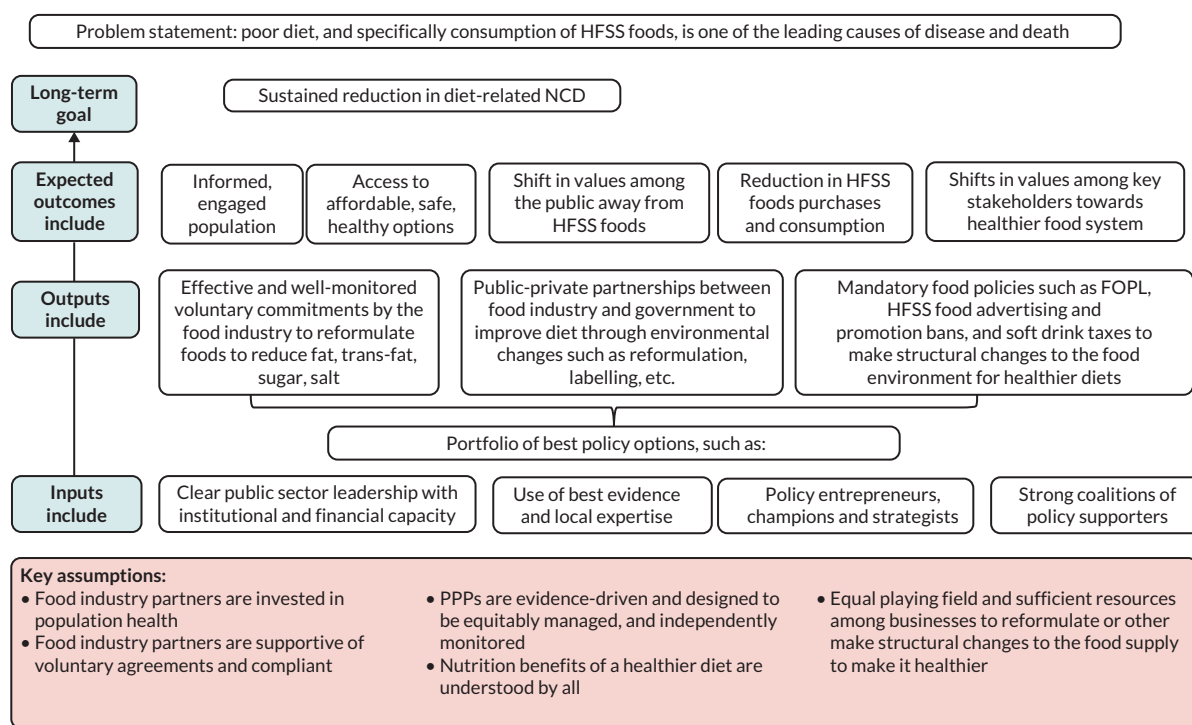 Problem statement: poor diet, and specifically consumption of HFSS foods, is one of the leading causes of disease and death
Long-term
goal
Sustained reduction in diet-related NCD
Expected
outcomes
include
Informed,
engaged
population
Access to
affordable, safe,
healthy options
Shift in values among
the public away from
HFSS foods
Reduction in HFSS
foods purchases
and consumption
Shifts in values among key
stakeholders towards
healthier food system
Outputs
include
Effective and well-monitored
voluntary commitments by the
food industry to reformulate
foods to reduce fat, trans-fat,
sugar, salt
Public-private partnerships between
food industry and government to
improve diet through environmental
changes such as reformulation,
labelling, etc.
Mandatory food policies such as FOPL,
HFSS food advertising and
promotion bans, and soft drink taxes to
make structural changes to the food
environment for healthier diets
Portfolio of best policy options, such as:
Inputs
include
Clear public sector leadership with
institutional and financial capacity
Use of best evidence
and local expertise
Policy entrepreneurs,
champions and strategists
Strong coalitions of
policy supporters
Key assumptions:
• Food industry partners are invested in
population health
• Food industry partners are supportive of
voluntary agreements and compliant
• PPPs are evidence-driven and designed to
be equitably managed, and independently
monitored
• Nutrition benefits of a healthier diet are
understood by all
• Equal playing field and sufficient resources
among businesses to reformulate or other
make structural changes to the food supply
to make it healthier